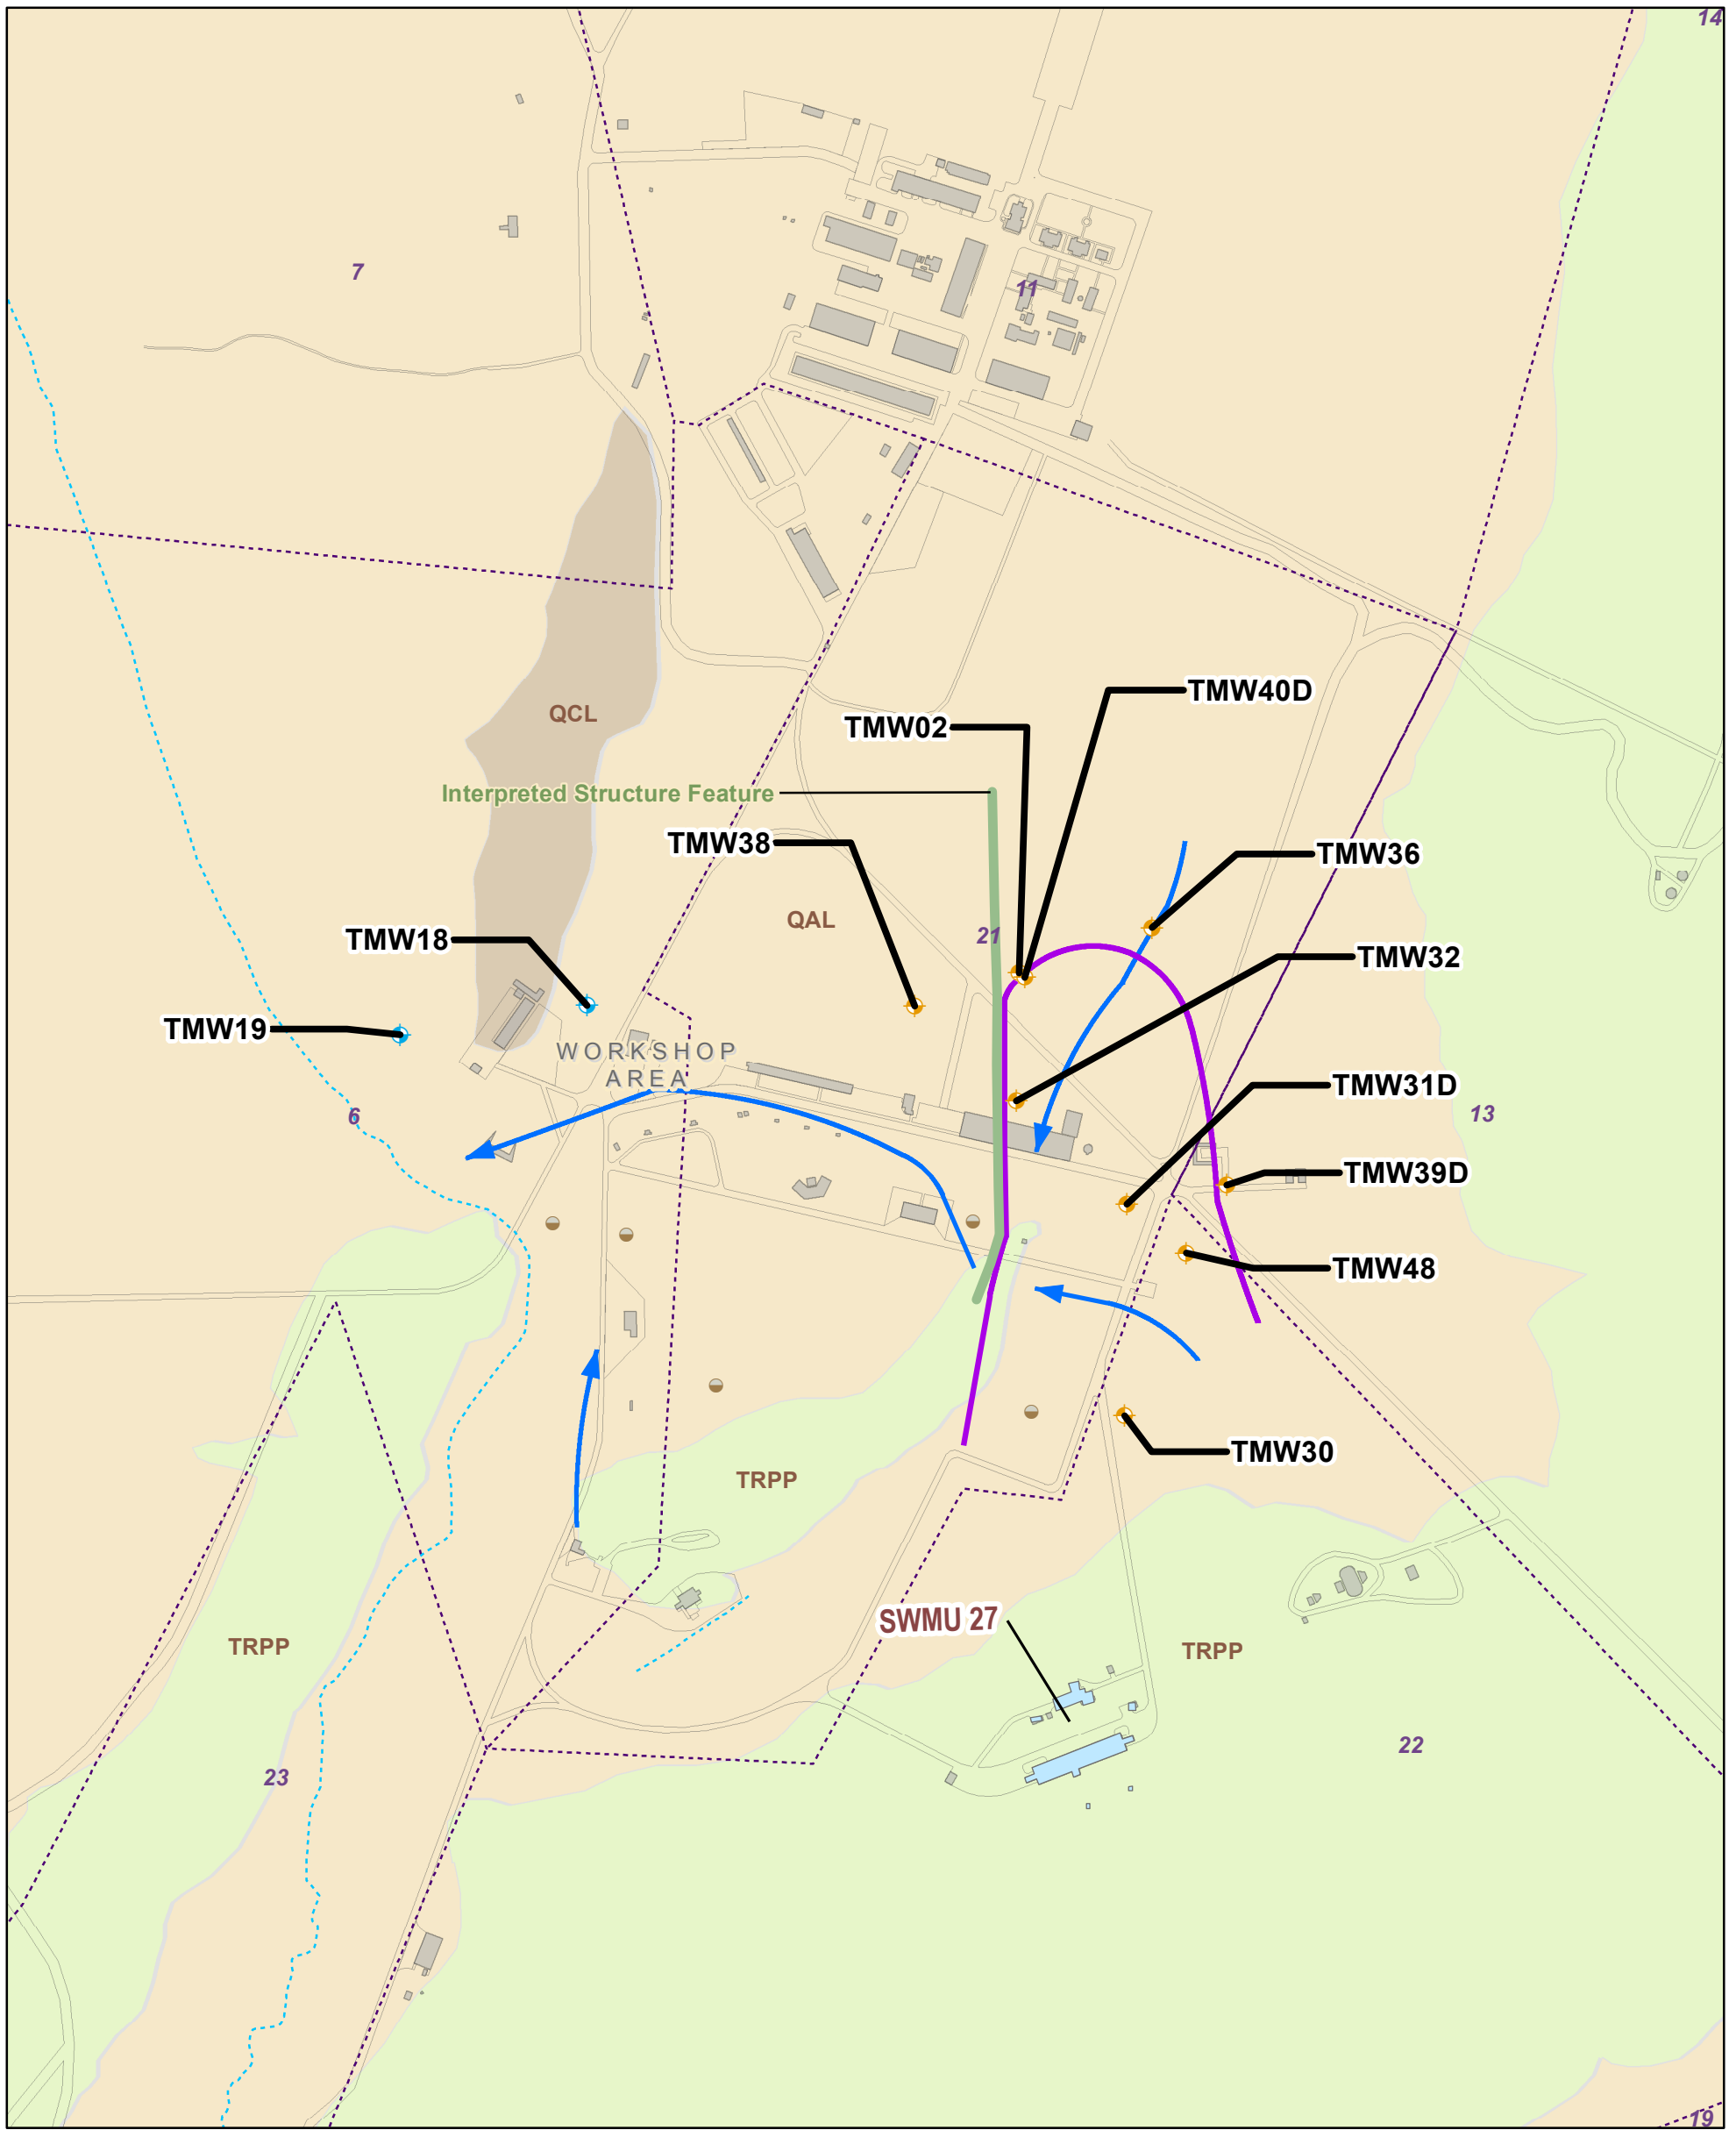 14
7
11
TMW40D
QCL
TMW02
Interpreted Structure Feature
TMW38
TMW36
QAL
21
TMW18
TMW32
TMW19
WORKSHOP
AREA
TMW31D
6
13
TMW39D
TMW48
TMW30
TRPP
SWMU 27
TRPP
TRPP
22
23
19